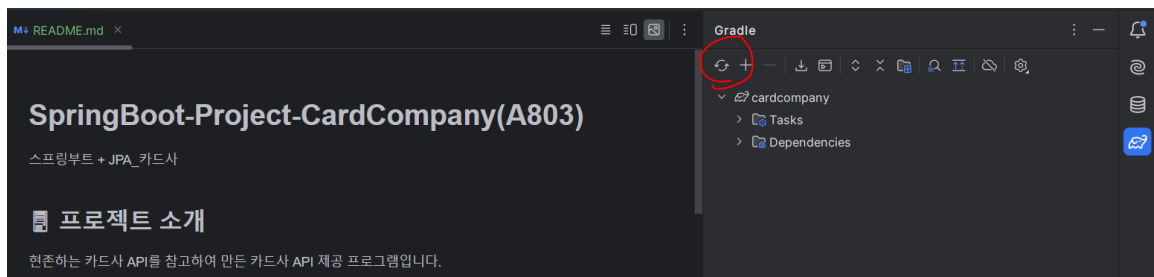 M↓ README.md ×
Gradle
SpringBoot-Project-CardCompany(A803)
스프링부트 + JPA_카드사
프로젝트 소개
현존하는 카드사 API를 참고하여 만든 카드사 API 제공 프로그램입니다.
cardcompany
Tasks
Dependencies